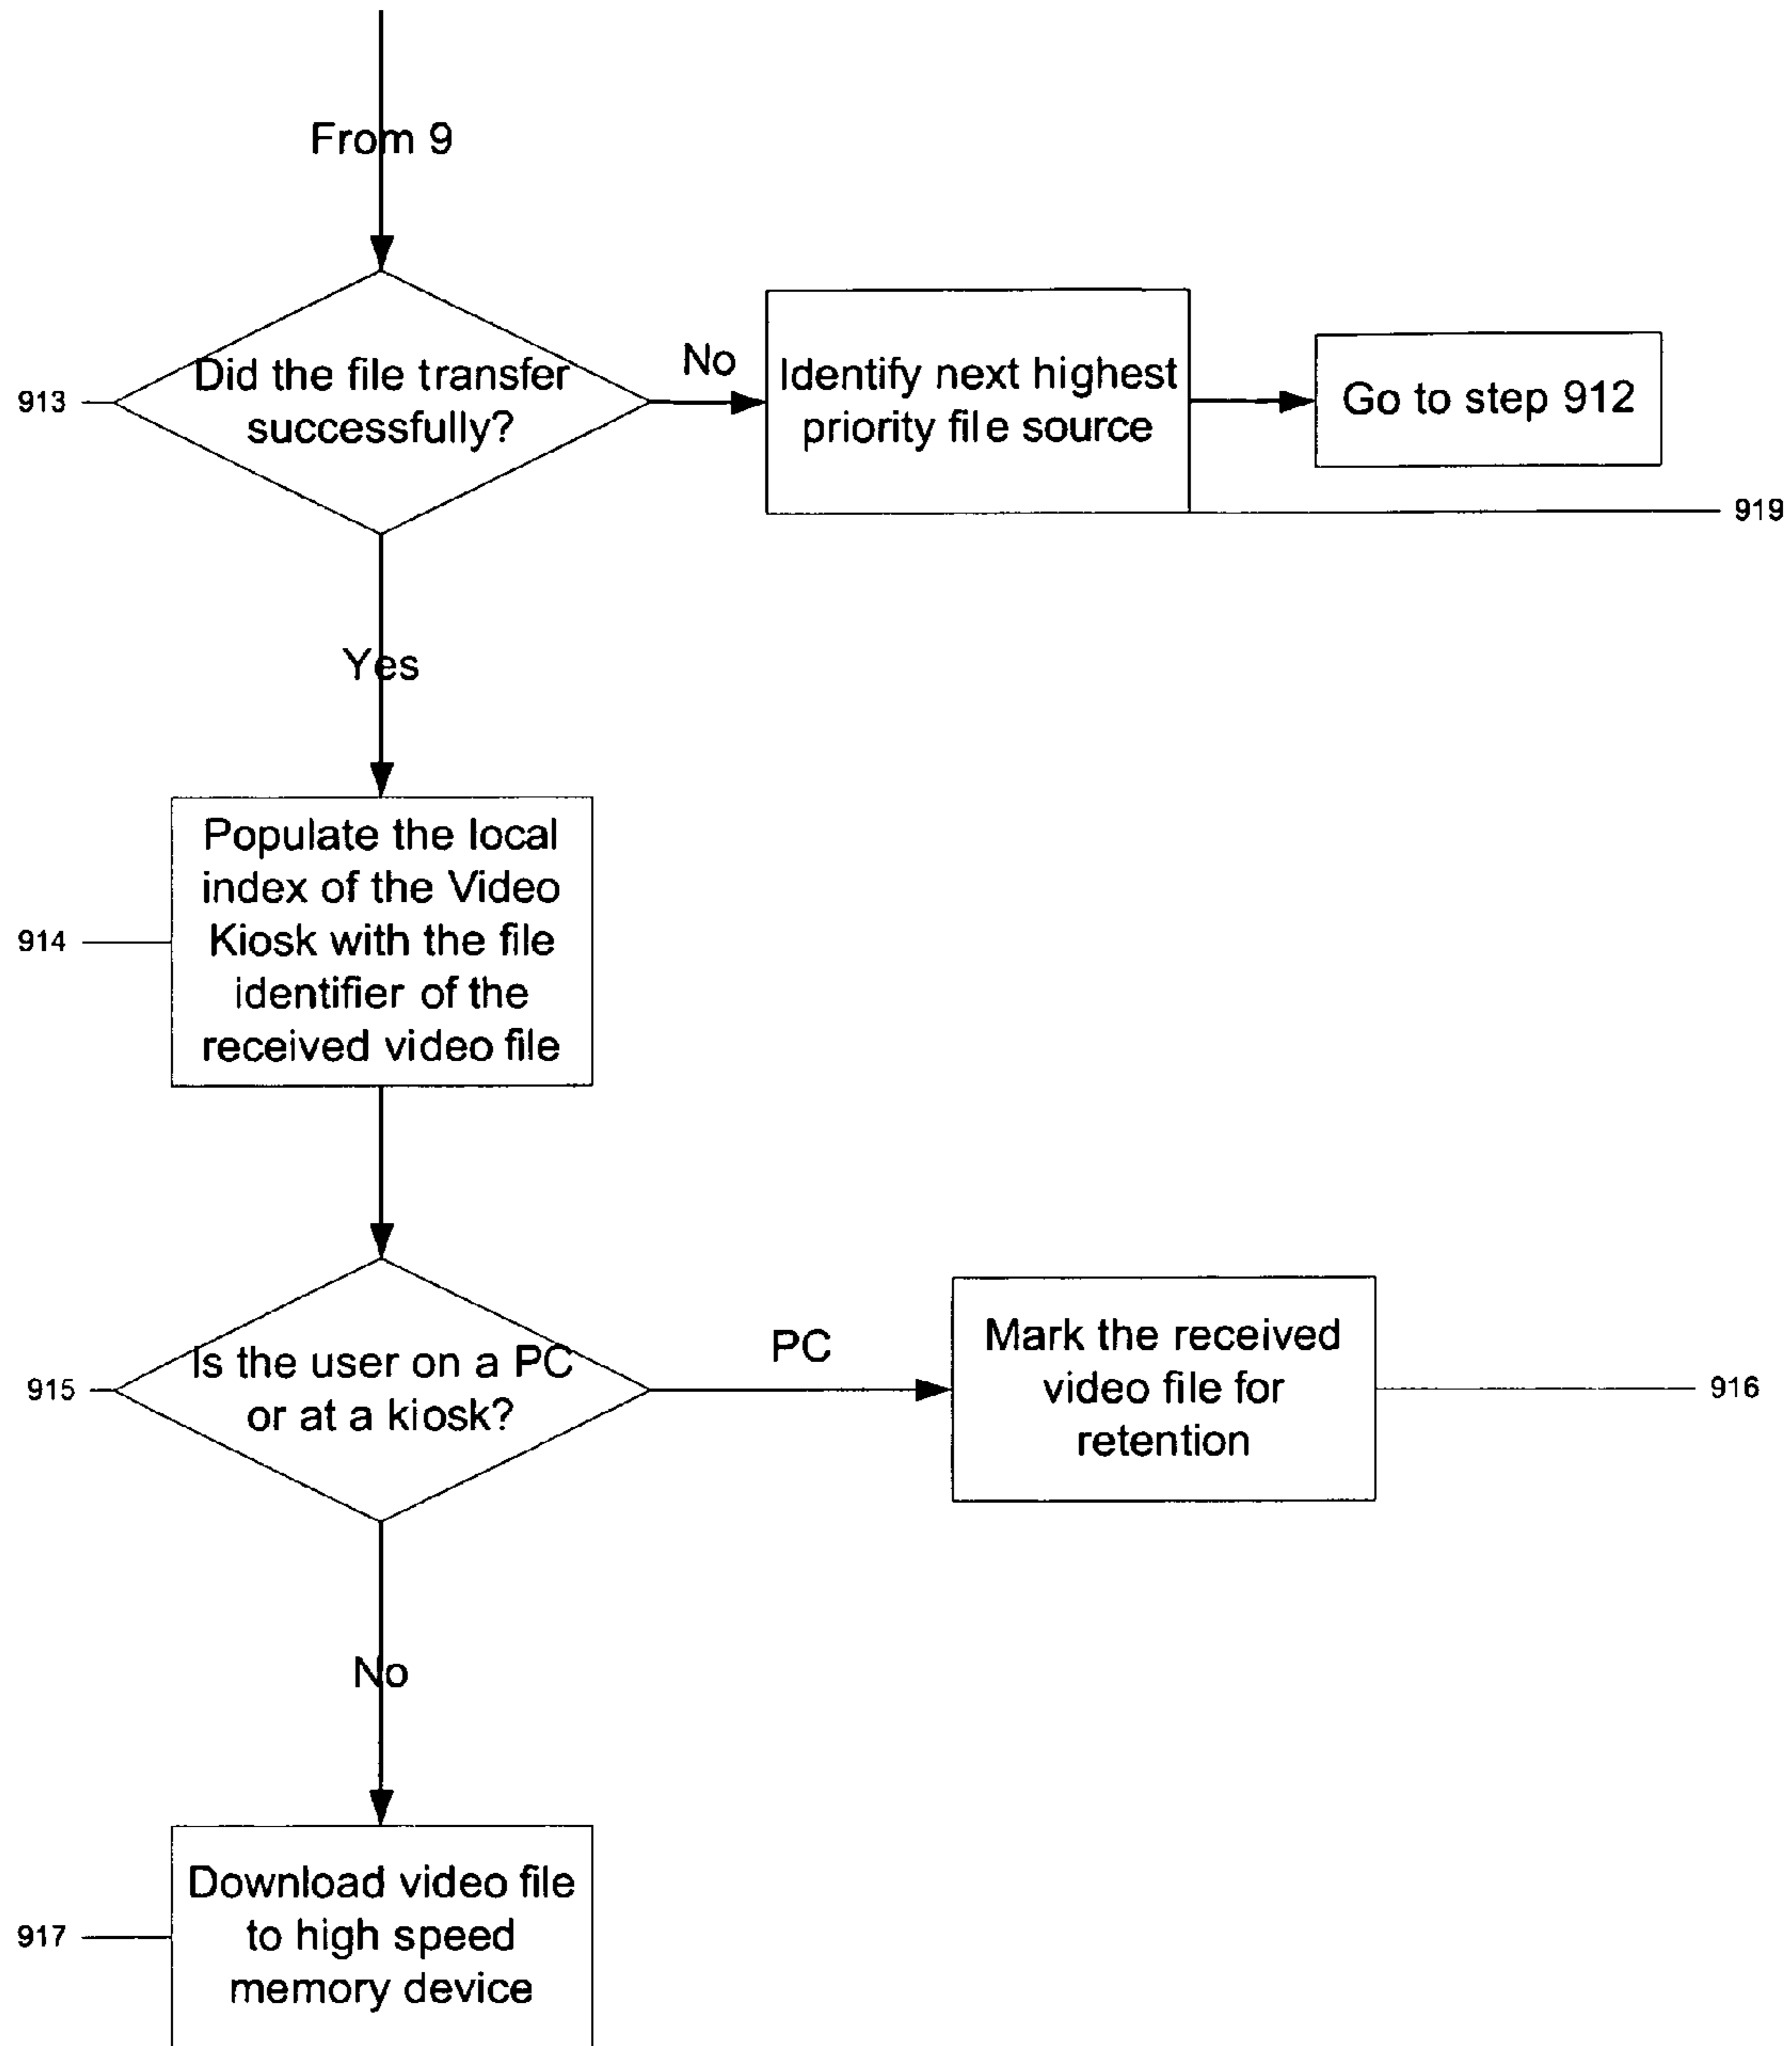 From 9
913
Did the file transfer
successfully?
No
Identify next highest
priority file source
Go to step 912
919
Yes
914
Populate the local
index of the Video
Kiosk with the file
identifier of the
received video file
915
Is the user on a PC
or at a kiosk?
PC
Mark the received
video file for
retention
916
No
917
Download video file
to high speed
memory device